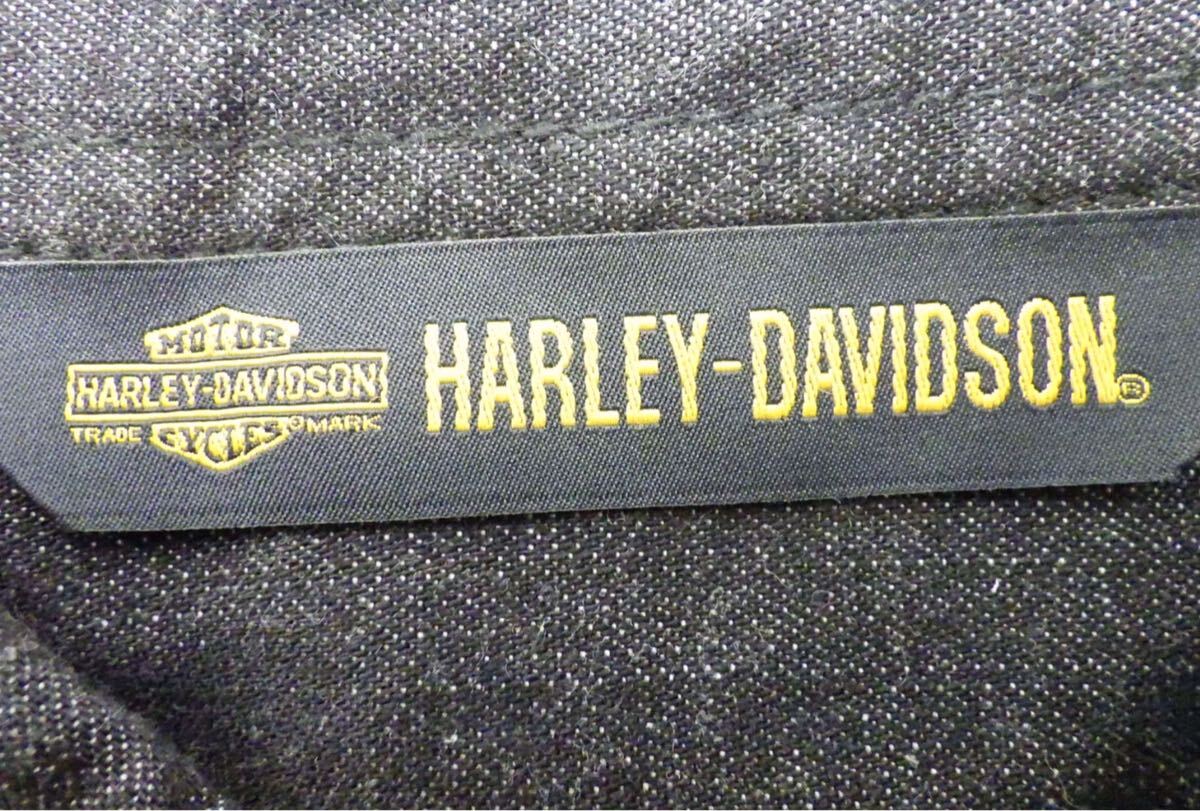 MOTOR
HARLEY-DAVIDSON
TRADE CYCLES ® MARK
HARLEY-DAVIDSON®